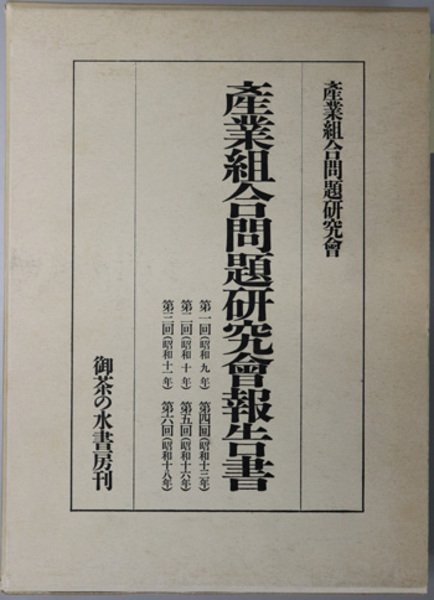 產業組合問題研究會
產業組合問題研究會報告書
第一回(昭和九年) 第四回(昭和十三年)
第二回(昭和十年) 第五回(昭和十六年)
第三回(昭和十一年) 第六回(昭和十八年)
御茶の水書房刊